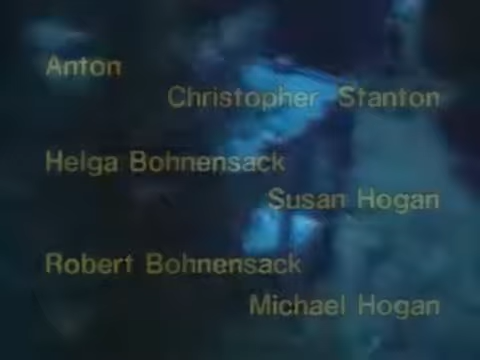 Anton
Christopher Stanton
Helga Bohnensack
Susan Hogan
Robert Bohnensack
Michael Hogan